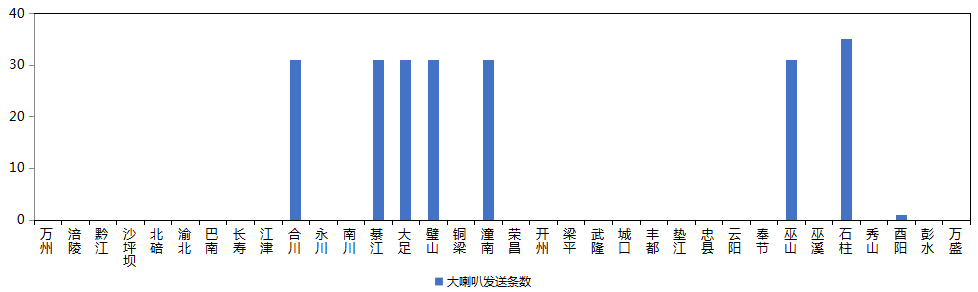 40
30
20
10
0
万州
涪陵
黔江
沙坪坝
北碚
渝北
巴南
长寿
江津
合川
永川
南川
綦江
大足
璧山
铜梁
潼南
荣昌
开州
梁平
武隆
城口
丰都
垫江
忠县
云阳
奉节
巫山
巫溪
石柱
秀山
酉阳
彭水
万盛
大喇叭发送条数